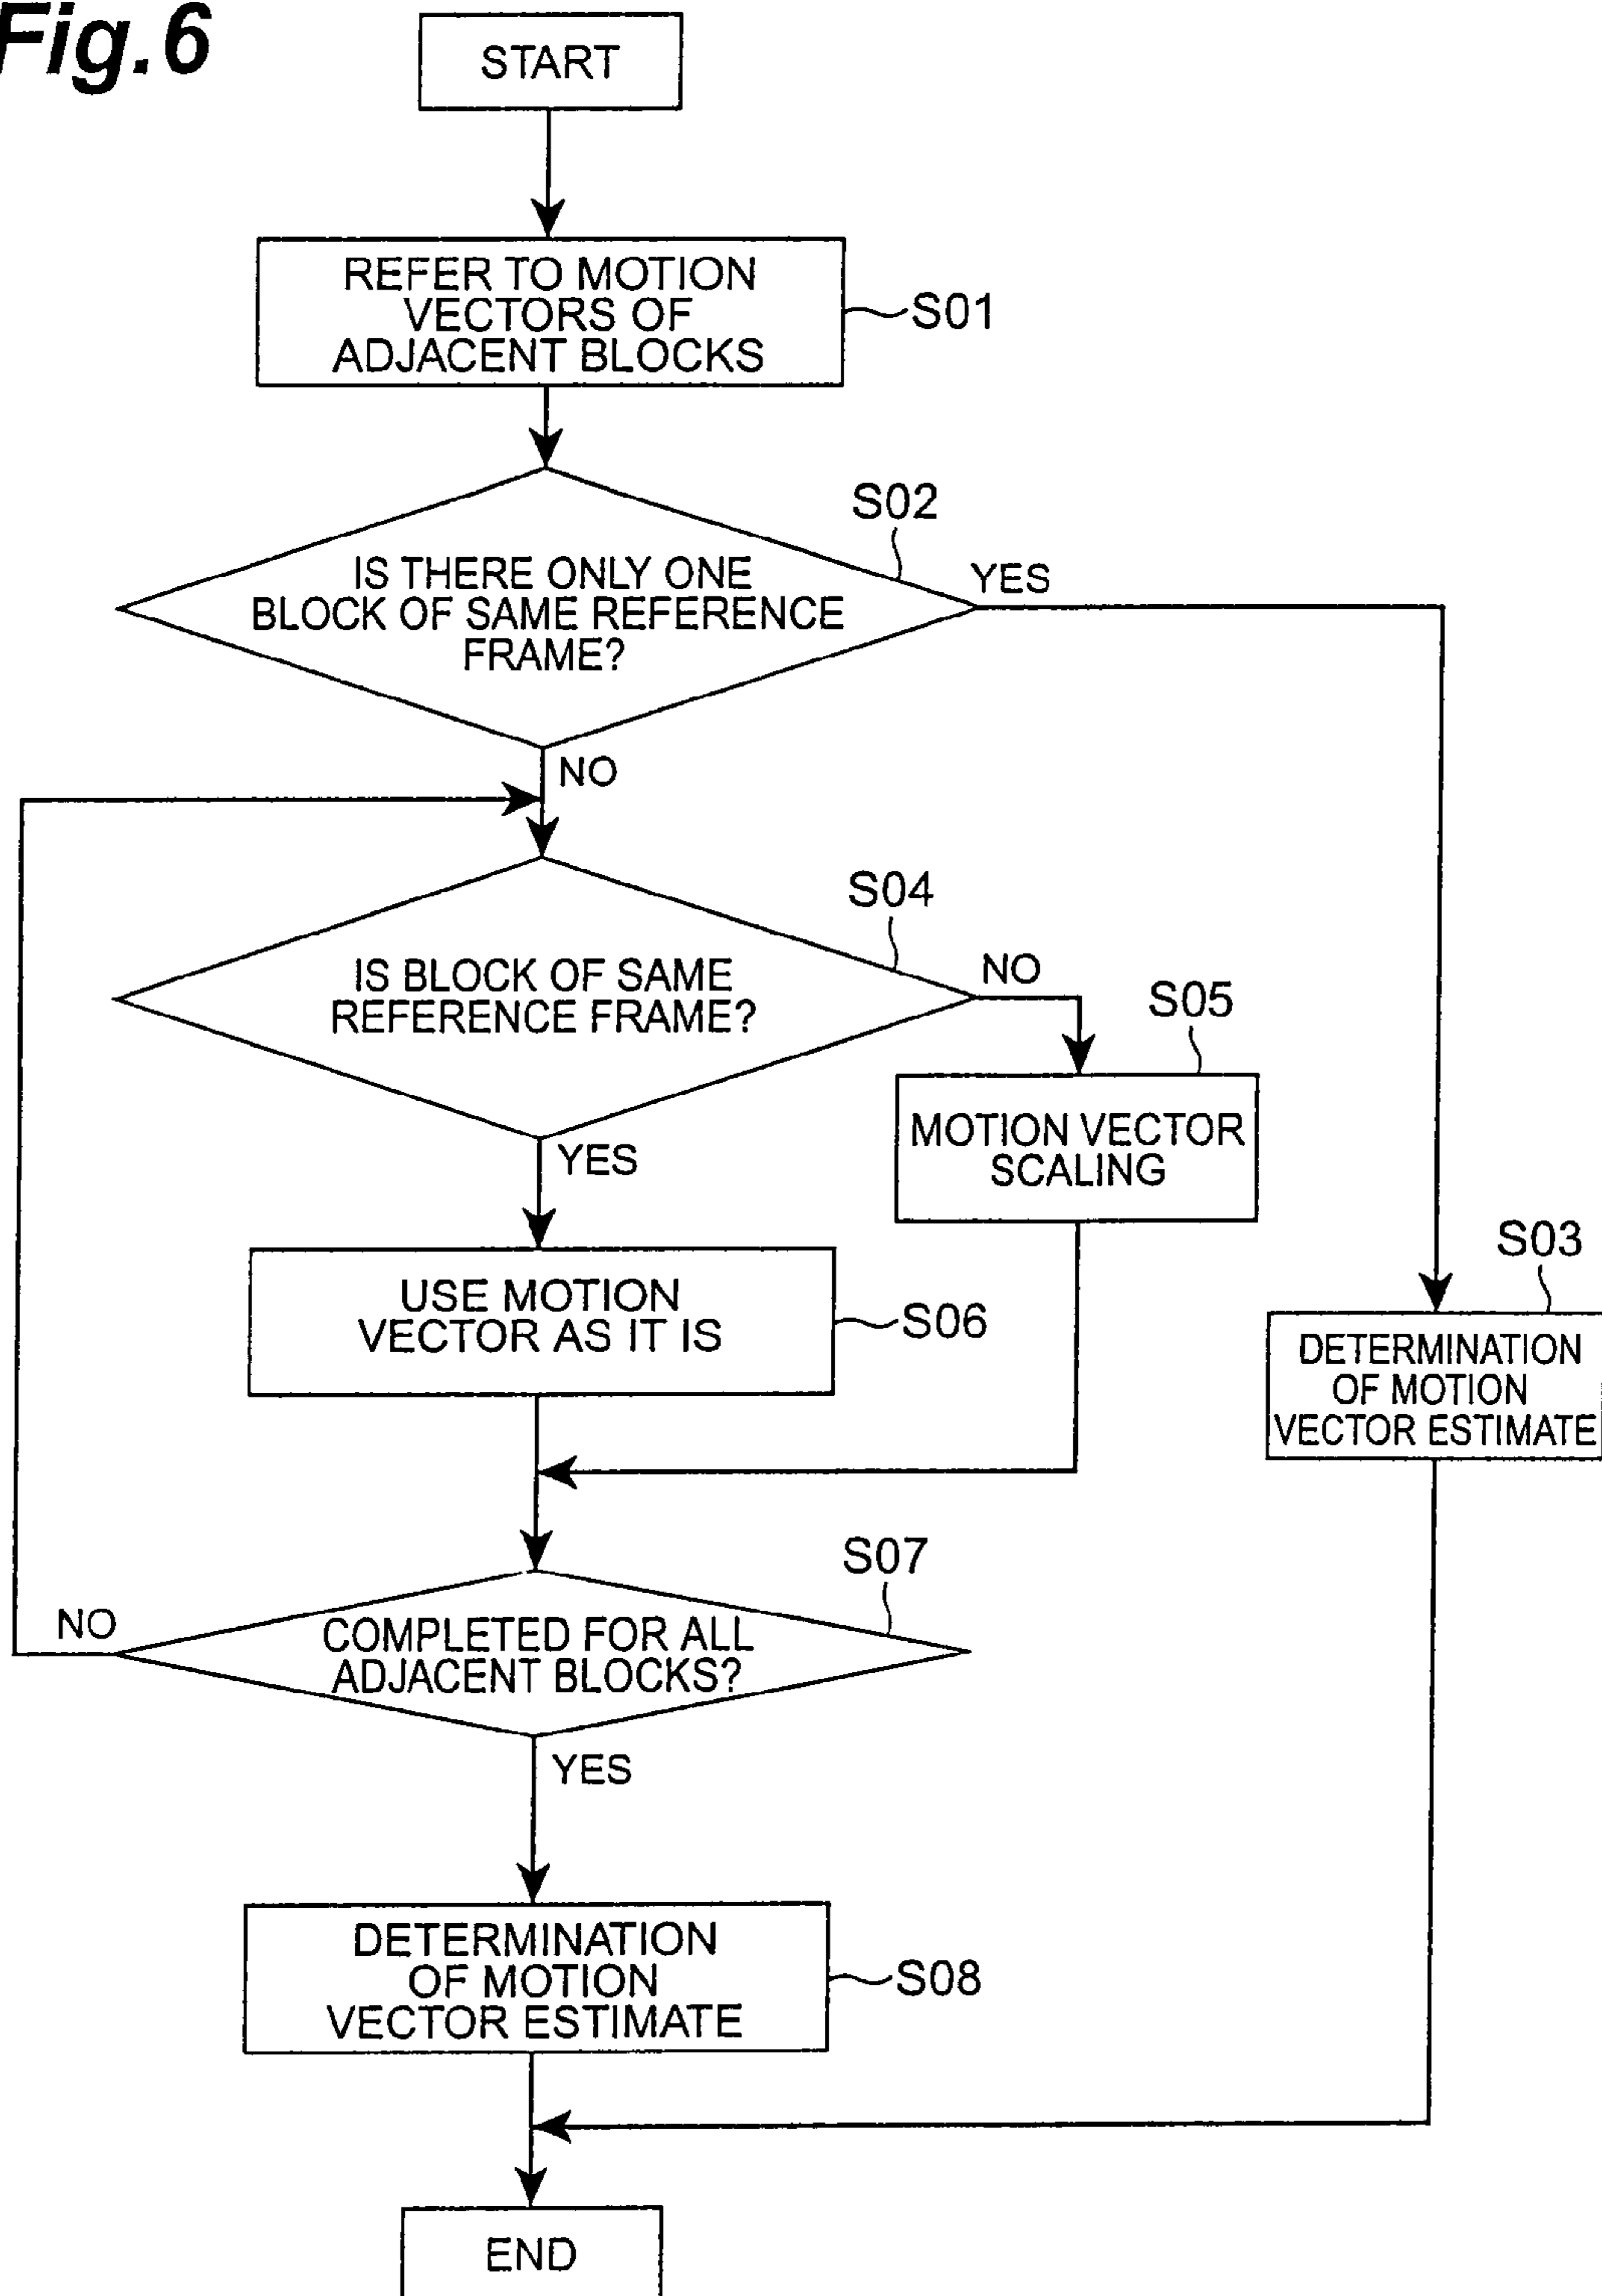 Fig.6
START
REFER TO MOTION
VECTORS OF
ADJACENT BLOCKS
S01
S02
IS THERE ONLY ONE
BLOCK OF SAME REFERENCE
FRAME?
YES
NO
S04
IS BLOCK OF SAME
REFERENCE FRAME?
NO
S05
MOTION VECTOR
SCALING
YES
S03
DETERMINATION
OF MOTION
VECTOR ESTIMATE
USE MOTION
VECTOR AS IT IS
S06
S07
NO
COMPLETED FOR ALL
ADJACENT BLOCKS?
YES
DETERMINATION
OF MOTION
VECTOR ESTIMATE
S08
END